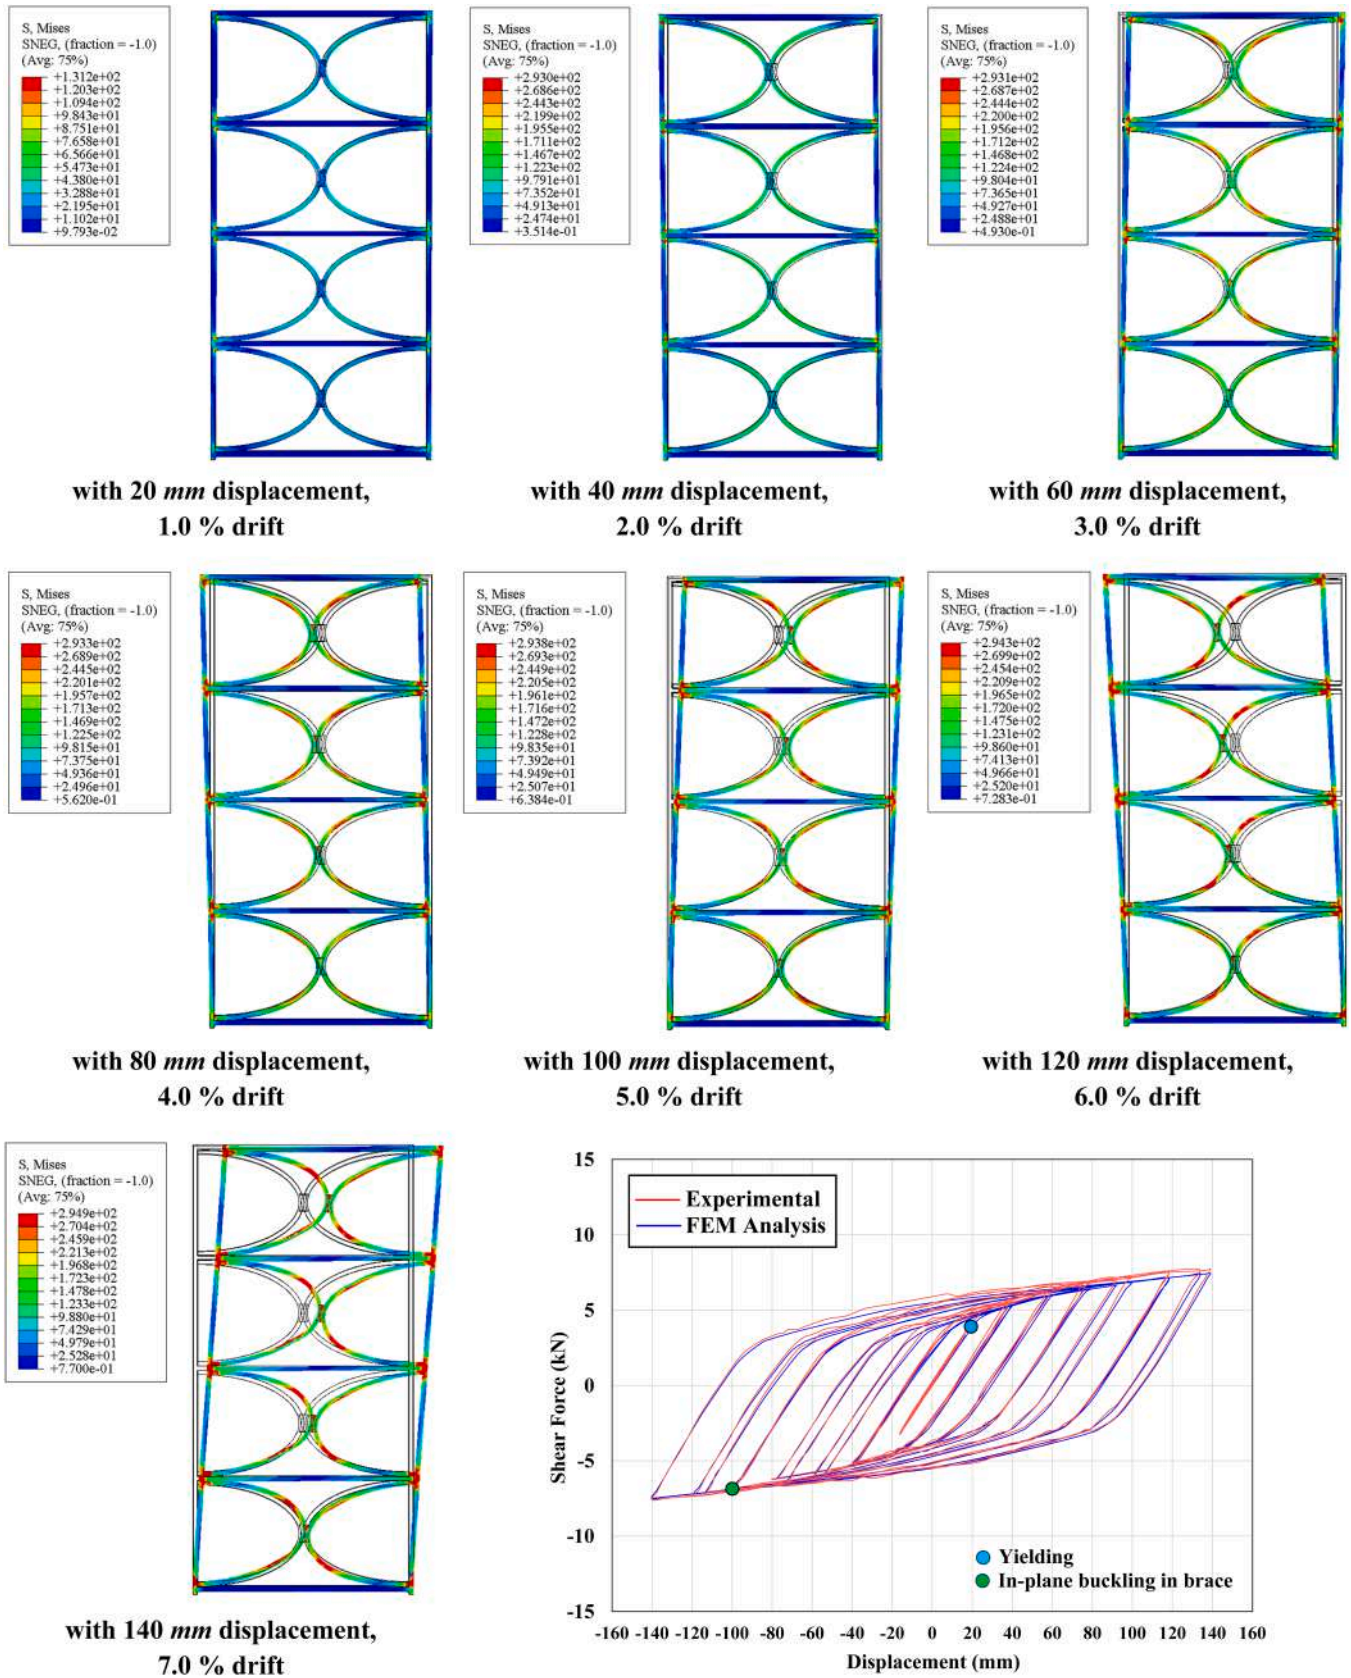 S, Mises
SNEG, (fraction = -1.0)
(Avg: 75%)
+1.312e+02
+1.203e+02
+1.094e+02
+9.843e+01
+8.751e+01
+7.658e+01
+6.566e+01
+5.473e+01
+4.380e+01
+3.288e+01
+2.195e+01
+1.102e+01
+9.793e-02
with 20 mm displacement,
1.0 % drift
S, Mises
SNEG, (fraction = -1.0)
(Avg: 75%)
+2.930e+02
+2.686e+02
+2.443e+02
+2.199e+02
+1.955e+02
+1.711e+02
+1.467e+02
+1.223e+02
+9.791e+01
+7.352e+01
+4.913e+01
+2.474e+01
+3.514e-01
with 40 mm displacement,
2.0 % drift
S, Mises
SNEG, (fraction = -1.0)
(Avg: 75%)
+2.931e+02
+2.687e+02
+2.444e+02
+2.200e+02
+1.956e+02
+1.712e+02
+1.468e+02
+1.224e+02
+9.804e+01
+7.365e+01
+4.927e+01
+2.488e+01
+4.930e-01
with 60 mm displacement,
3.0 % drift
S, Mises
SNEG, (fraction = -1.0)
(Avg: 75%)
+2.933e+02
+2.689e+02
+2.445e+02
+2.201e+02
+1.957e+02
+1.713e+02
+1.469e+02
+1.225e+02
+9.815e+01
+7.375e+01
+4.936e+01
+2.496e+01
+5.620e-01
with 80 mm displacement,
4.0 % drift
S, Mises
SNEG, (fraction = -1.0)
(Avg: 75%)
+2.938e+02
+2.693e+02
+2.449e+02
+2.205e+02
+1.961e+02
+1.716e+02
+1.472e+02
+1.228e+02
+9.835e+01
+7.392e+01
+4.949e+01
+2.507e+01
+6.384e-01
with 100 mm displacement,
5.0 % drift
S, Mises
SNEG, (fraction = -1.0)
(Avg: 75%)
+2.943e+02
+2.699e+02
+2.454e+02
+2.209e+02
+1.965e+02
+1.720e+02
+1.475e+02
+1.231e+02
+9.860e+01
+7.413e+01
+4.966e+01
+2.520e+01
+7.283e-01
with 120 mm displacement,
6.0 % drift
S, Mises
SNEG, (fraction = -1.0)
(Avg: 75%)
+2.949e+02
+2.704e+02
+2.459e+02
+2.213e+02
+1.968e+02
+1.723e+02
+1.478e+02
+1.233e+02
+9.880e+01
+7.429e+01
+4.979e+01
+2.528e+01
+7.700e-01
with 140 mm displacement,
7.0 % drift
Experimental
FEM Analysis
Shear Force (kN)
15
10
5
0
-5
-10
-15
Yielding
In-plane buckling in brace
-160 -140 -120 -100 -80 -60 -40 -20 0 20 40 60 80 100 120 140 160
Displacement (mm)